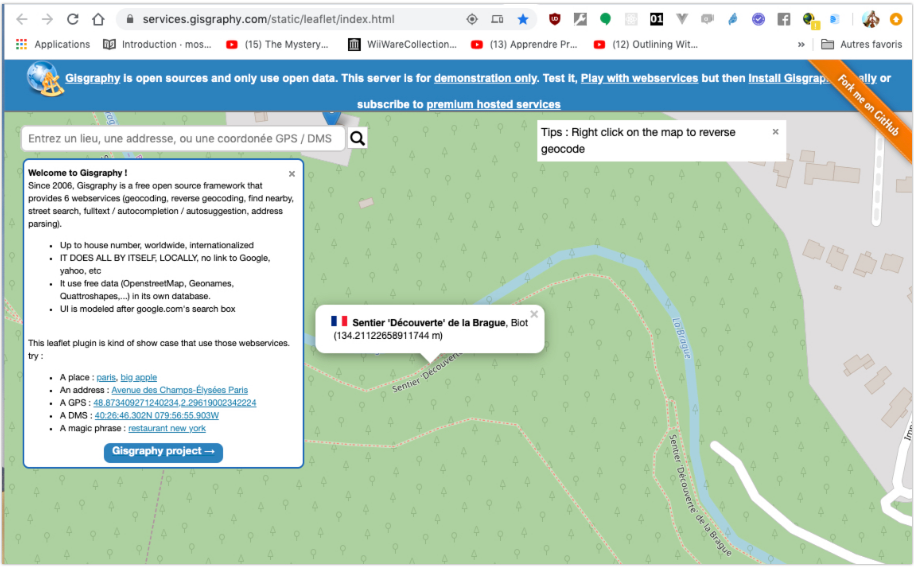 services.gisgraphy.com/static/leaflet/index.html
Applications
Introduction · mos...
(15) The Mystery...
WiiWareCollection...
(13) Apprendre Pr...
(12) Outlining Wit...
»
Autres favoris
Gisgraphy is open sources and only use open data. This server is for demonstration only. Test it, Play with webservices but then Install Gisgrap ally or
subscribe to premium hosted services
Fork me on GitHub
Entrez un lieu, une addresse, ou une coordonée GPS / DMS
Tips : Right click on the map to reverse
geocode
×
Welcome to Gisgraphy !
×
Since 2006, Gisgraphy is a free open source framework that
provides 6 webservices (geocoding, reverse geocoding, find nearby,
street search, fulltext / autocompletion / autosuggestion, address
parsing).
• Up to house number, worldwide, internationalized
• IT DOES ALL BY ITSELF, LOCALLY, no link to Google,
yahoo, etc
• It use free data (OpenstreetMap, Geonames,
Quattroshapes,...) in its own database.
• UI is modeled after google.com's search box
This leaflet plugin is kind of show case that use those webservices.
try :
• A place : paris, big apple
• An address : Avenue des Champs-Élysées Paris
• A GPS : 48.873409271240234,2.29619002342224
• A DMS : 40:26:46.302N 079:56:55.903W
• A magic phrase : restaurant new york
Gisgraphy project →
Sentier 'Découverte' de la Brague, Biot
(134.21122658911744 m)
×
Sentier Découverte
La Brague
Sentier Découverte de la Brague